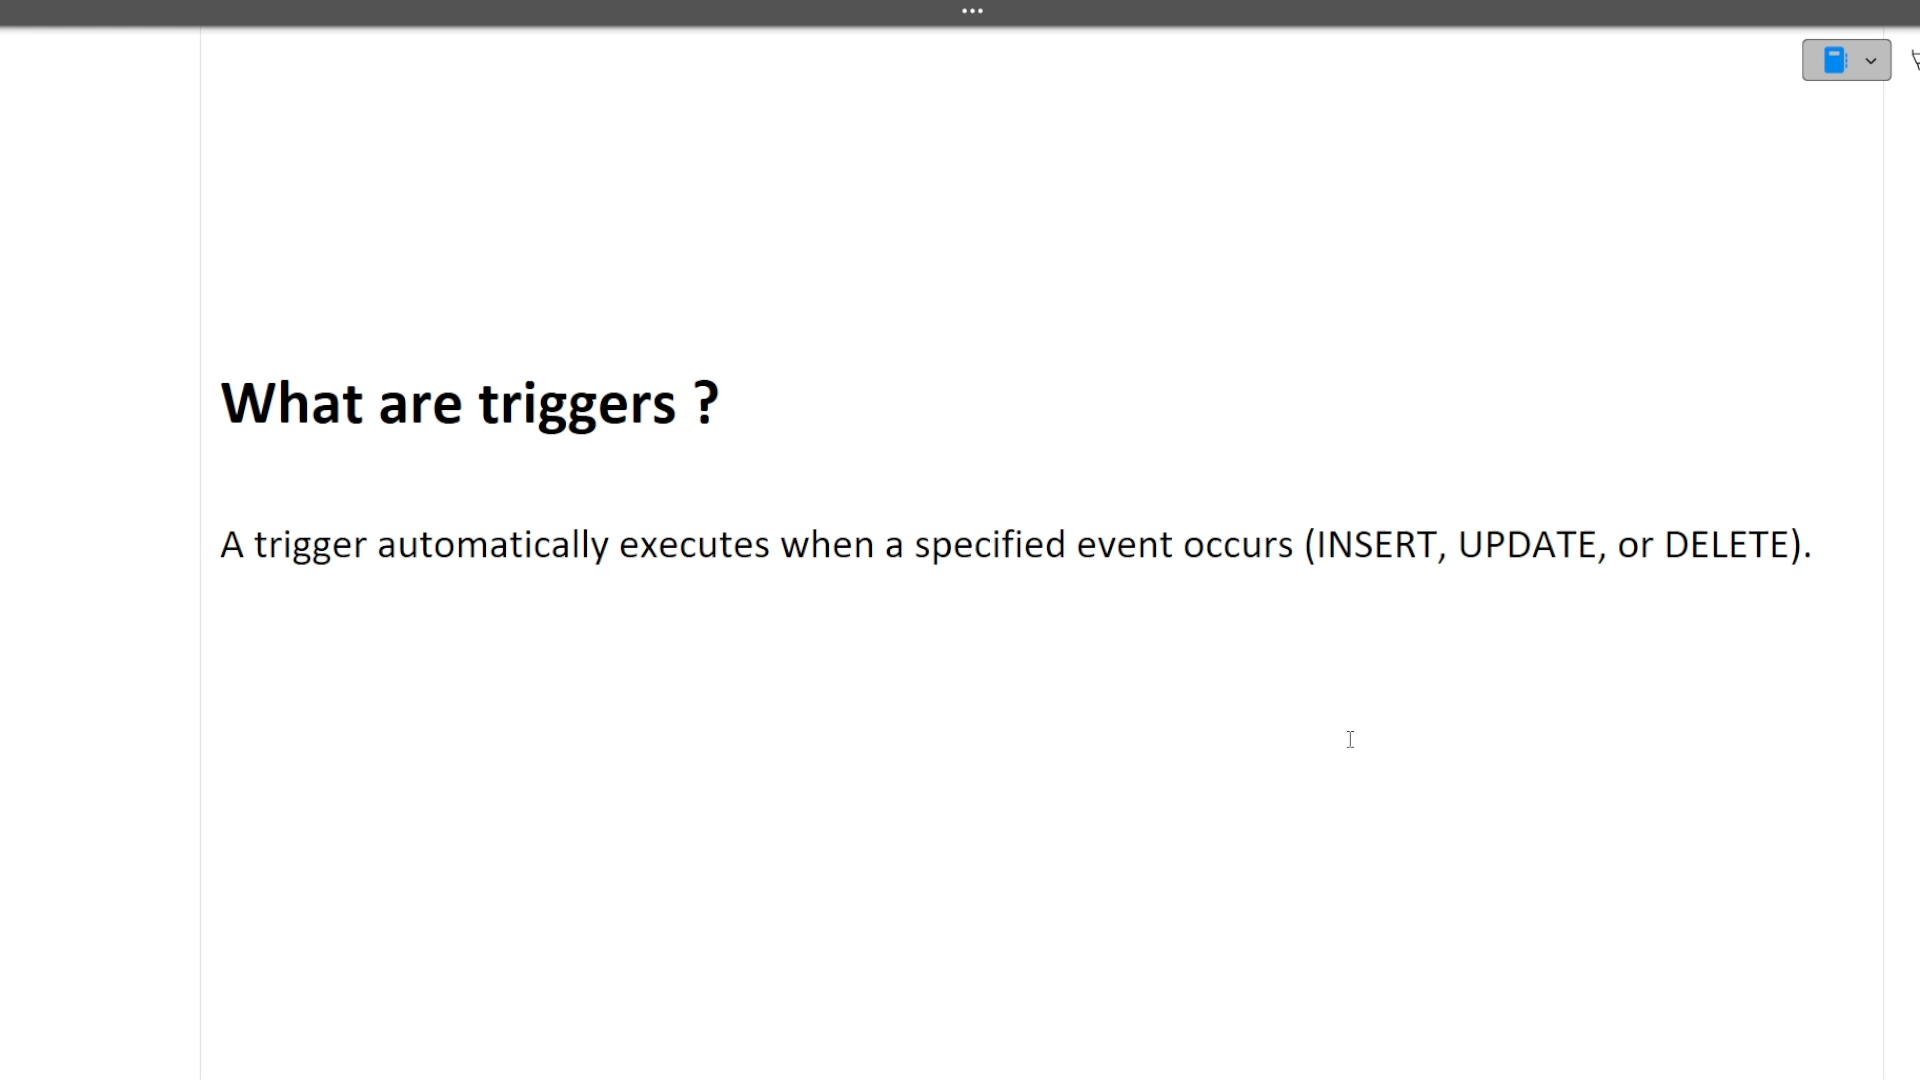 What are triggers ?
A trigger automatically executes when a specified event occurs (INSERT, UPDATE, or DELETE).